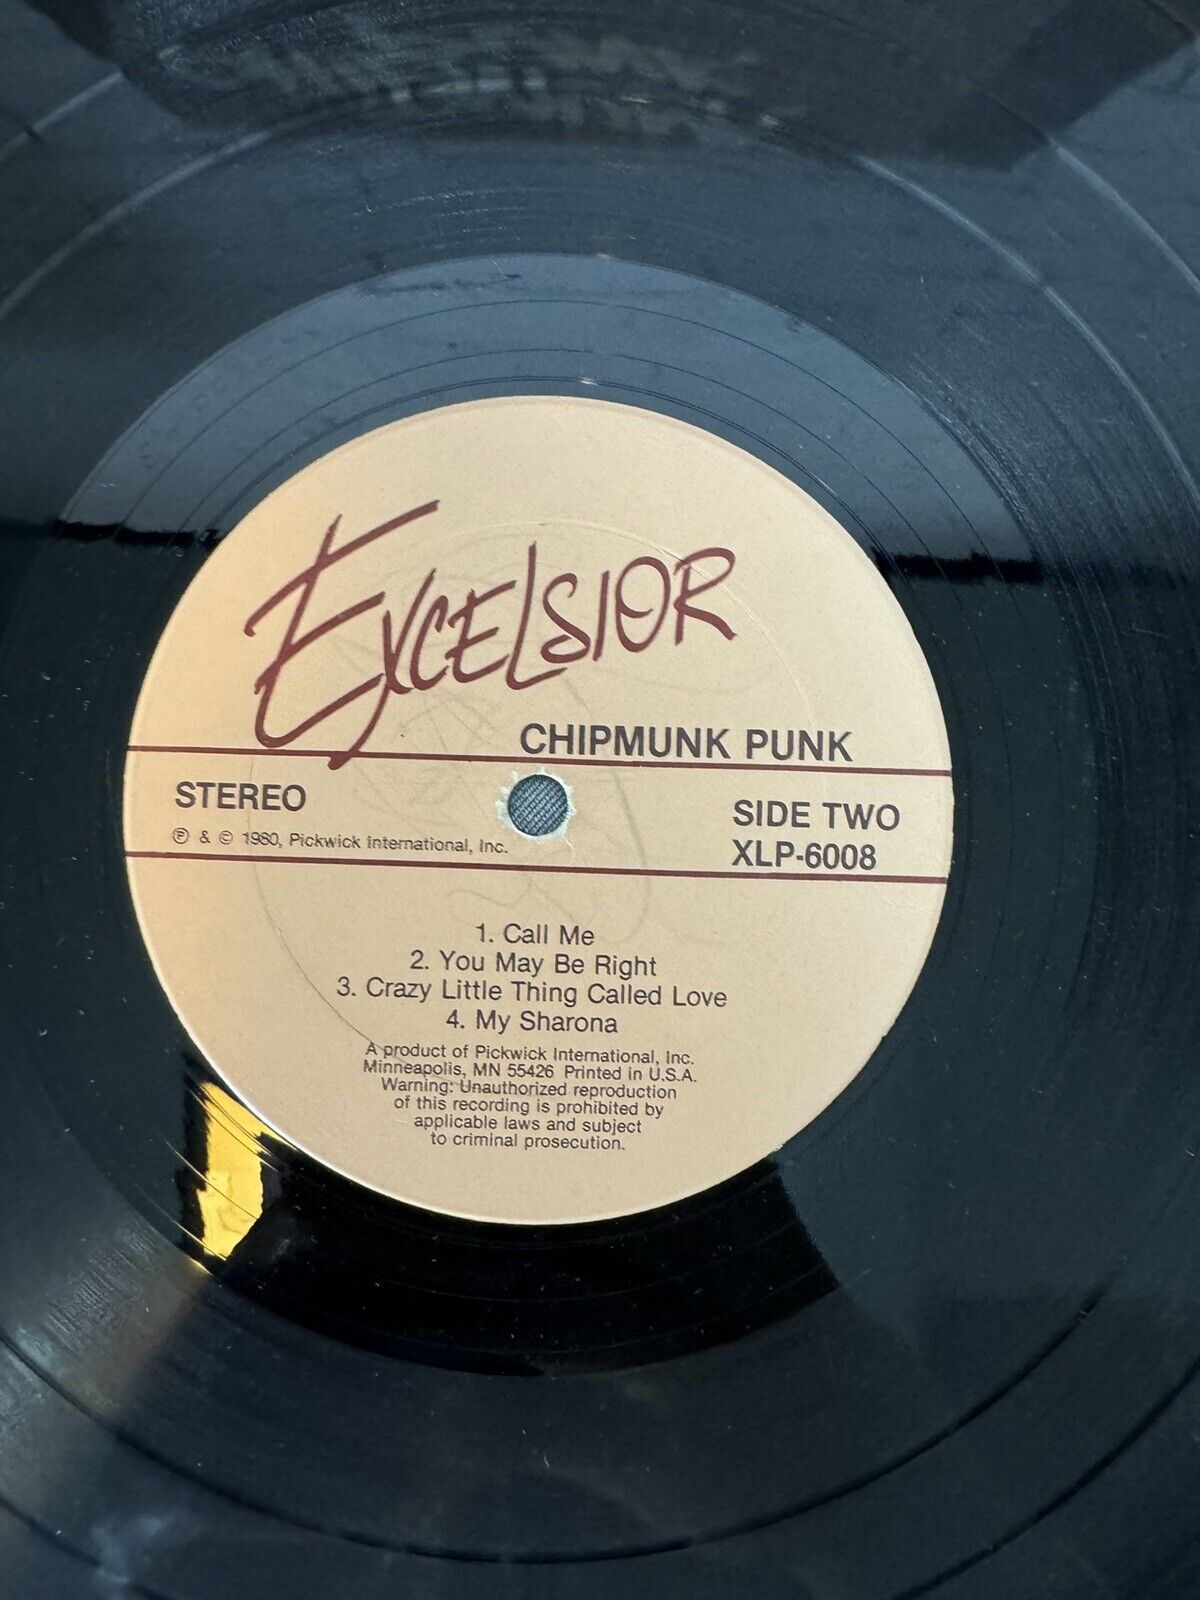 EXCELSIOR
CHIPMUNK PUNK
STEREO
℗ & © 1980, Pickwick International, Inc.
SIDE TWO
XLP-6008
1. Call Me
2. You May Be Right
3. Crazy Little Thing Called Love
4. My Sharona
A product of Pickwick International, Inc.
Minneapolis, MN 55426 Printed in U.S.A.
Warning: Unauthorized reproduction
of this recording is prohibited by
applicable laws and subject
to criminal prosecution.